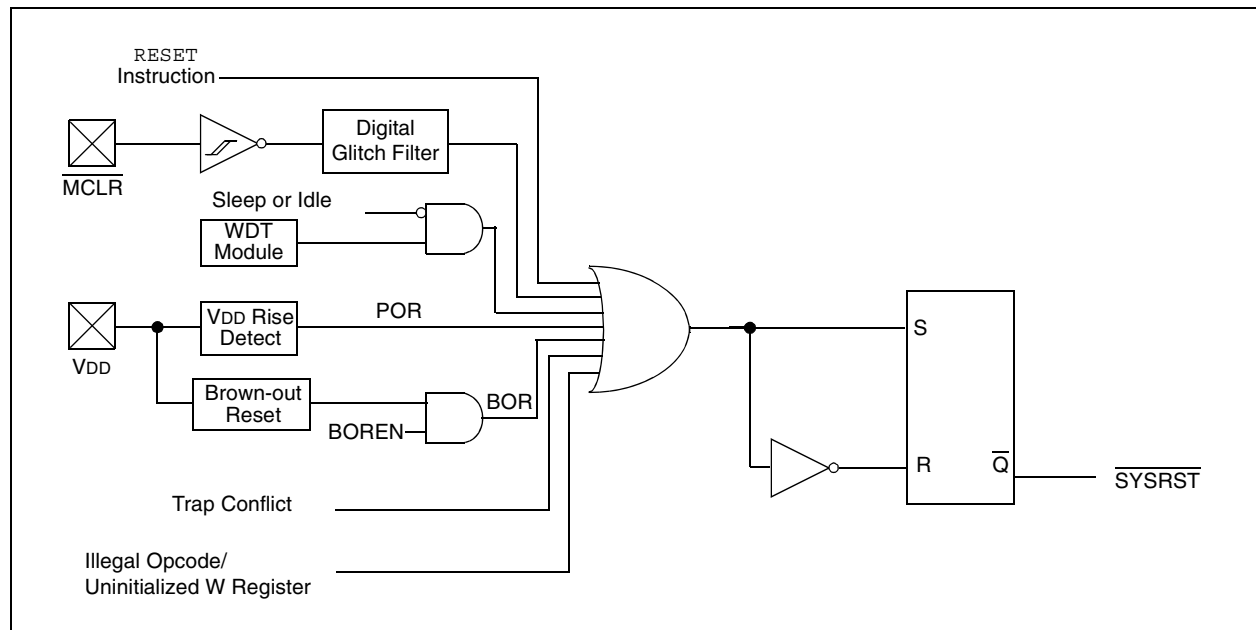 RESET
Instruction
Digital
Glitch Filter
MCLR
Sleep or Idle
WDT
Module
VDD Rise
Detect
POR
VDD
Brown-out
Reset
BOR
BOREN
Trap Conflict
Illegal Opcode/
Uninitialized W Register
S
R
Q
SYSRST